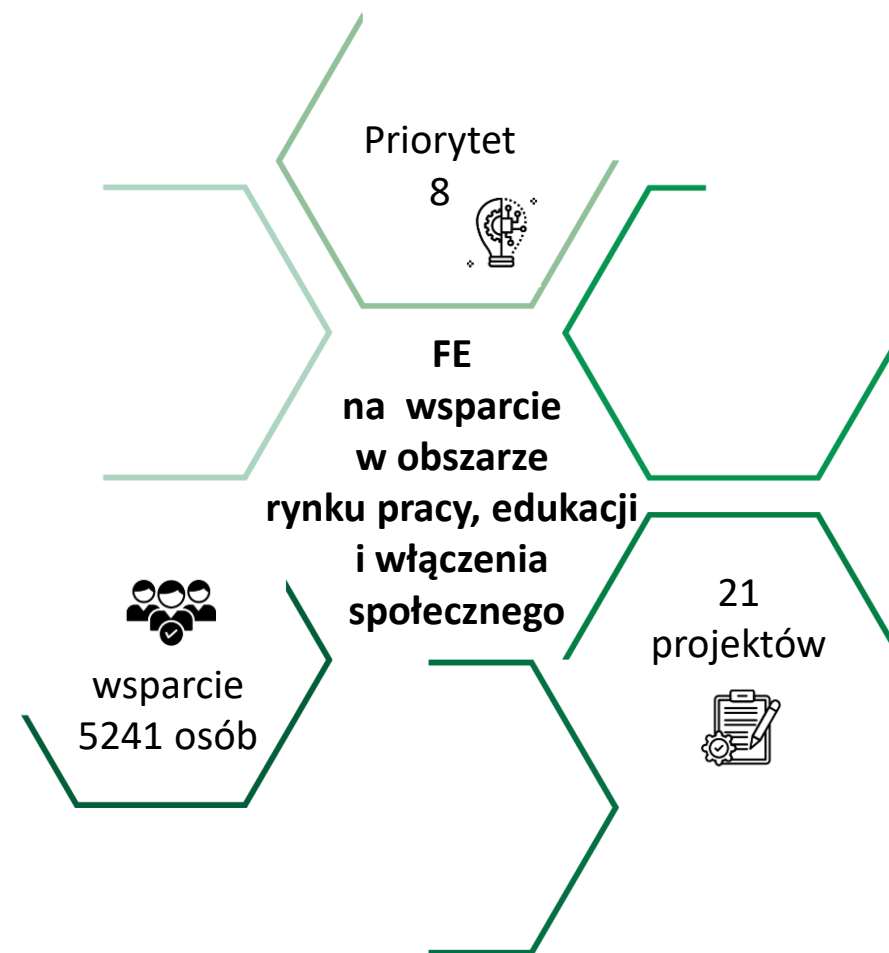 Priorytet
8
FE
na wsparcie
w obszarze
rynku pracy, edukacji
i włączenia
społecznego
21
projektów
wsparcie
5241 osób